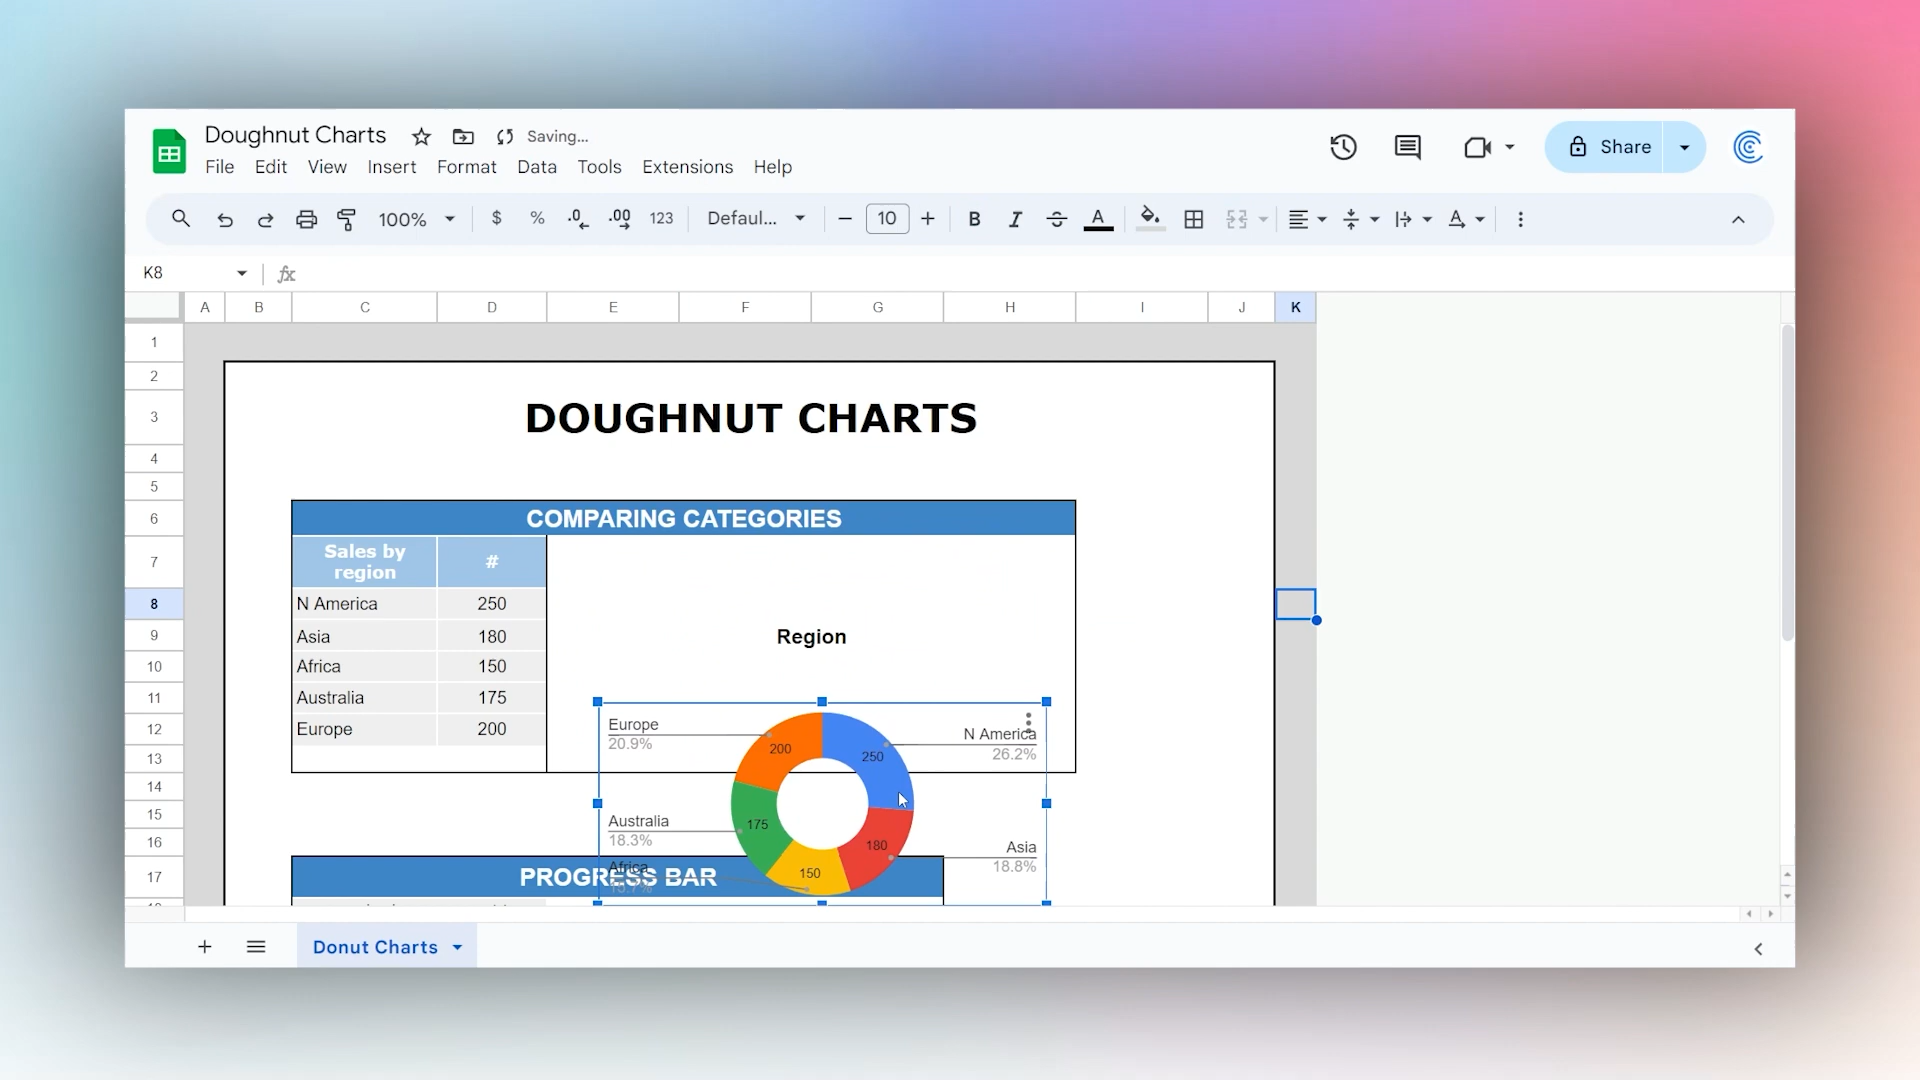 Doughnut Charts Saving...
File Edit View Insert Format Data Tools Extensions Help
Share
100% $ % .0 .00 123 Defaul... 10 B I A A
K8 fx
A B C D E F G H I J K
1
2
3 DOUGHNUT CHARTS
4
5
6 COMPARING CATEGORIES
7 Sales by region #
8 N America 250
9 Asia 180 Region
10 Africa 150
11 Australia 175
12 Europe 200
13
14
15
16
17 PROGRESS BAR
Europe
20.9%
N America
26.2%
Australia
18.3%
Africa
15.7%
Asia
18.8%
200 250
175 180
150
Donut Charts